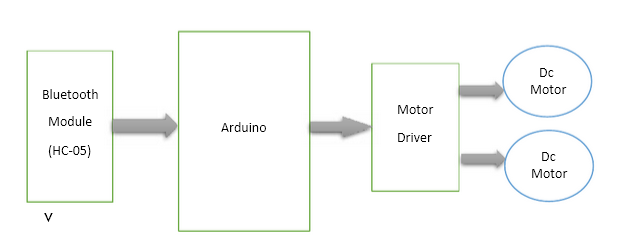 Bluetooth
Module
(HC-05)
Arduino
Motor
Driver
Dc
Motor
Dc
Motor
V